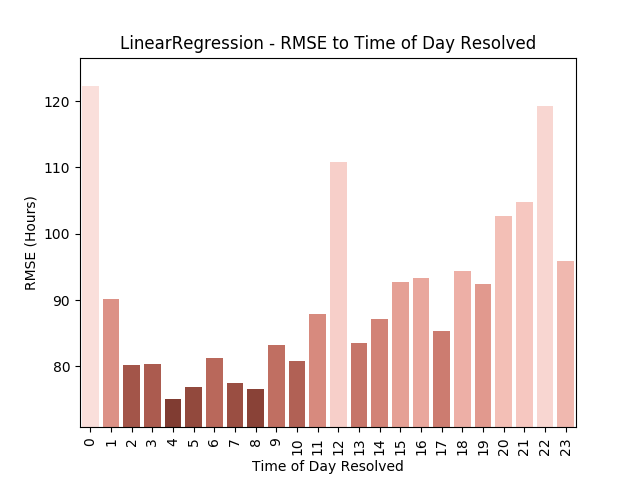 LinearRegression - RMSE to Time of Day Resolved
RMSE (Hours)
120
110
100
90
80
0 1 2 3 4 5 6 7 8 9 10 11 12 13 14 15 16 17 18 19 20 21 22 23
Time of Day Resolved